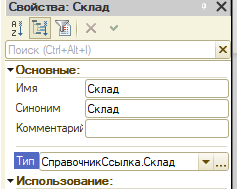 Свойства: Склад
Поиск (Ctrl+Alt+I)
Основные:
Имя Склад
Синоним Склад
Комментарий
Тип СправочникСсылка.Склад ...
Использование: